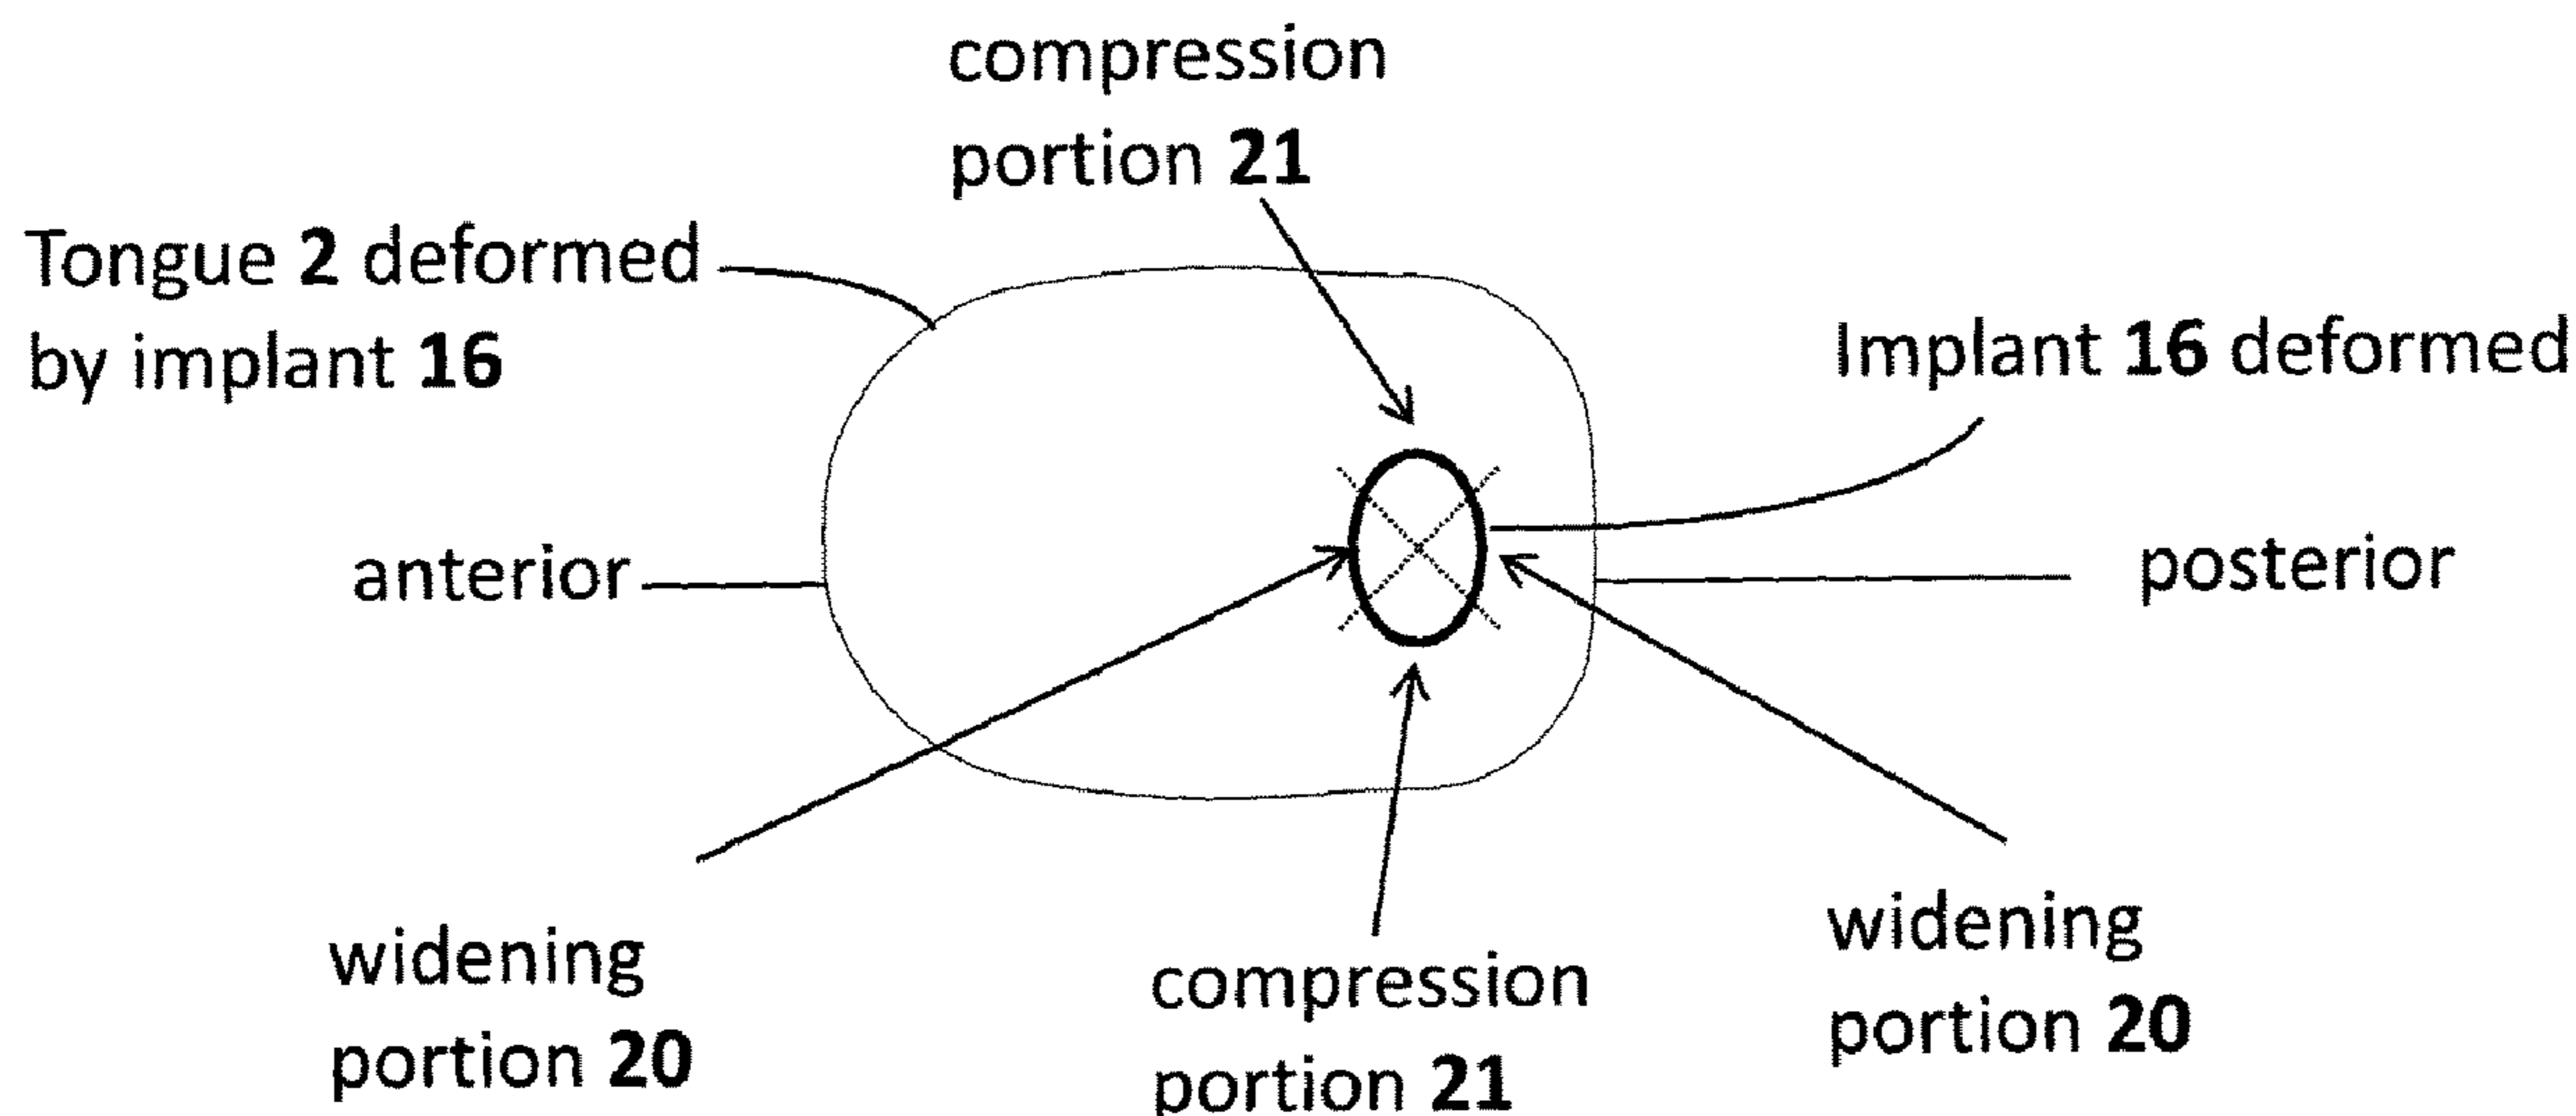 compression
portion 21
Tongue 2 deformed
by implant 16
Implant 16 deformed
anterior
posterior
widening
portion 20
compression
portion 21
widening
portion 20